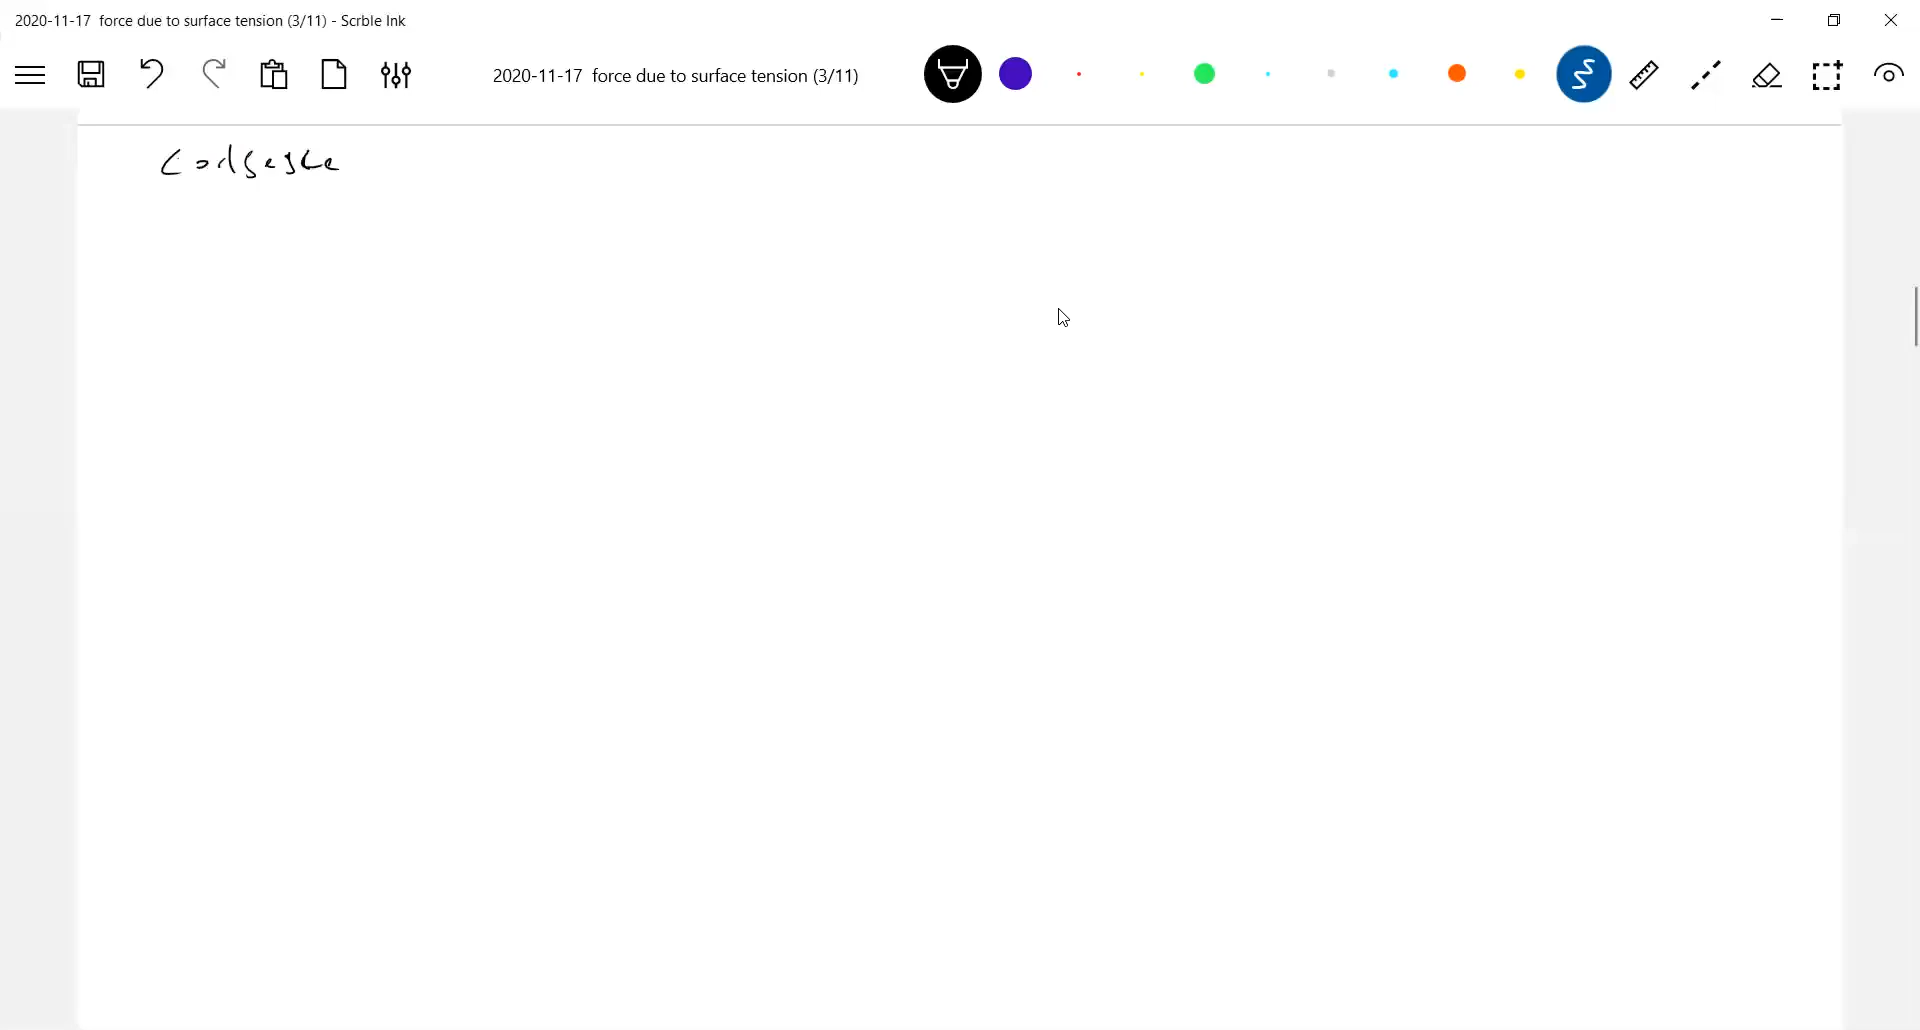 2020-11-17 force due to surface tension (3/11) - Scrble Ink
2020-11-17 force due to surface tension (3/11)